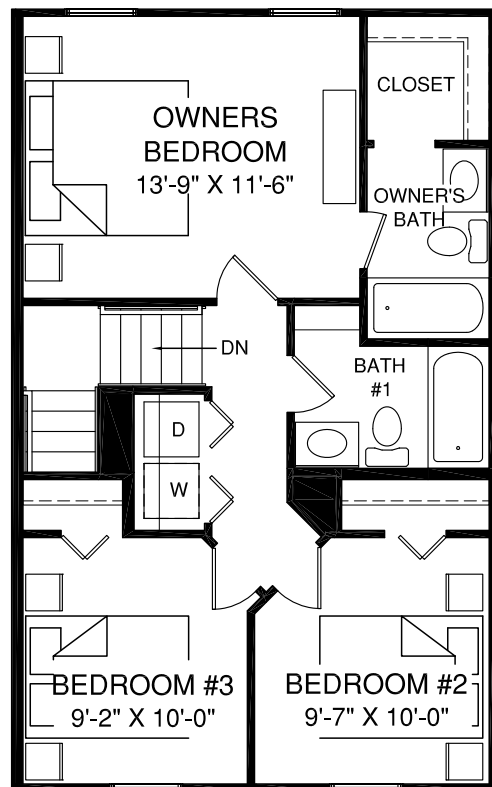 OWNERS
BEDROOM
13'-9" X 11'-6"
CLOSET
OWNER'S
BATH
DN
BATH
#1
D
W
BEDROOM #3
9'-2" X 10'-0"
BEDROOM #2
9'-7" X 10'-0"